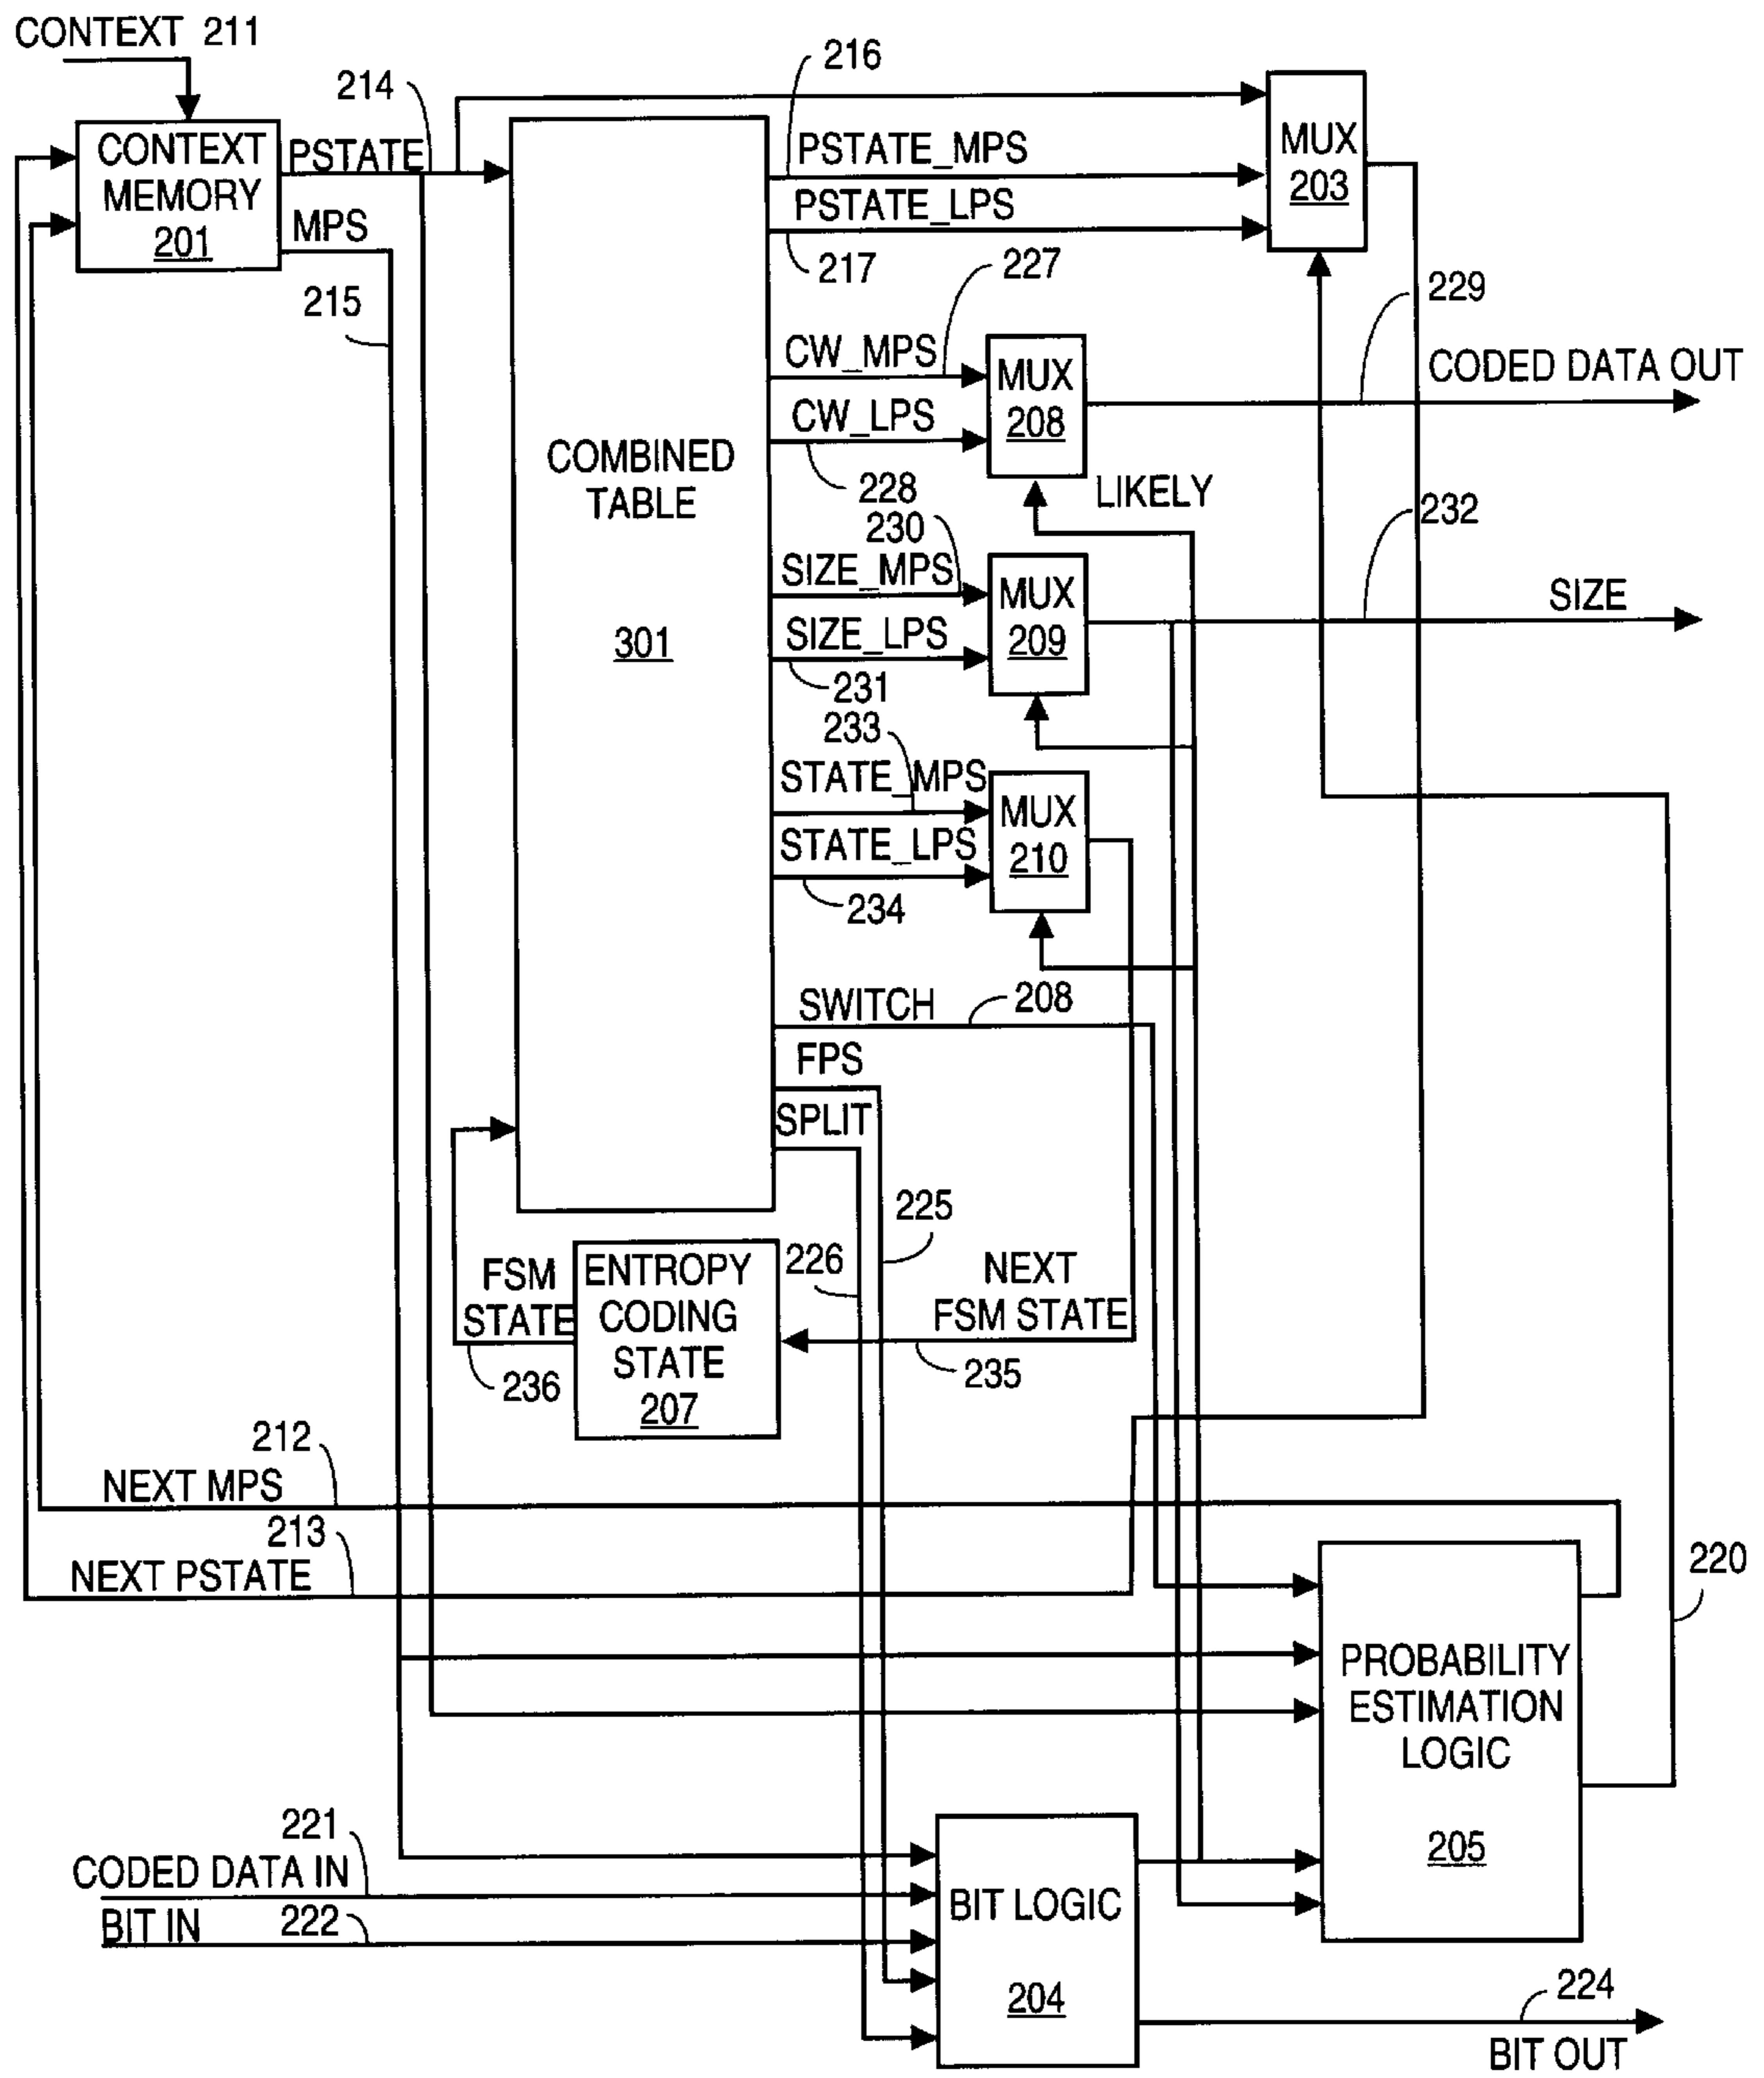 CONTEXT 211
214
216
CONTEXT
MEMORY
201
PSTATE
MPS
215
PSTATE_MPS
PSTATE_LPS
217
MUX
203
227
229
CW_MPS
CW_LPS
228
MUX
208
CODED DATA OUT
LIKELY
COMBINED
TABLE
301
230
232
SIZE_MPS
SIZE_LPS
231
MUX
209
SIZE
233
STATE_MPS
STATE_LPS
234
MUX
210
SWITCH
208
FPS
SPLIT
225
226
FSM
STATE
236
ENTROPY
CODING
STATE
207
NEXT
FSM STATE
235
212
NEXT MPS
213
NEXT PSTATE
220
PROBABILITY
ESTIMATION
LOGIC
205
221
CODED DATA IN
BIT IN
222
BIT LOGIC
204
224
BIT OUT